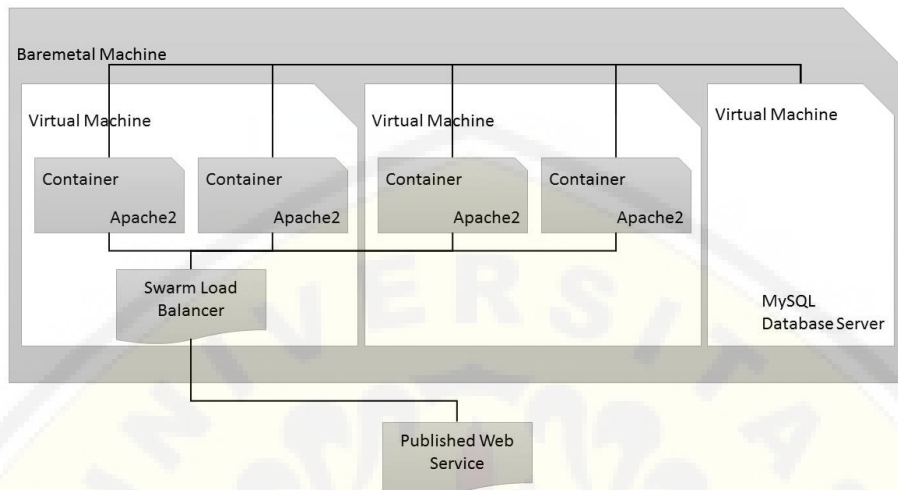 Baremetal Machine
Virtual Machine
Virtual Machine
Virtual Machine
Container
Apache2
Container
Apache2
Container
Apache2
Container
Apache2
Swarm Load
Balancer
MySQL
Database Server
Published Web
Service
UNIVERSITA